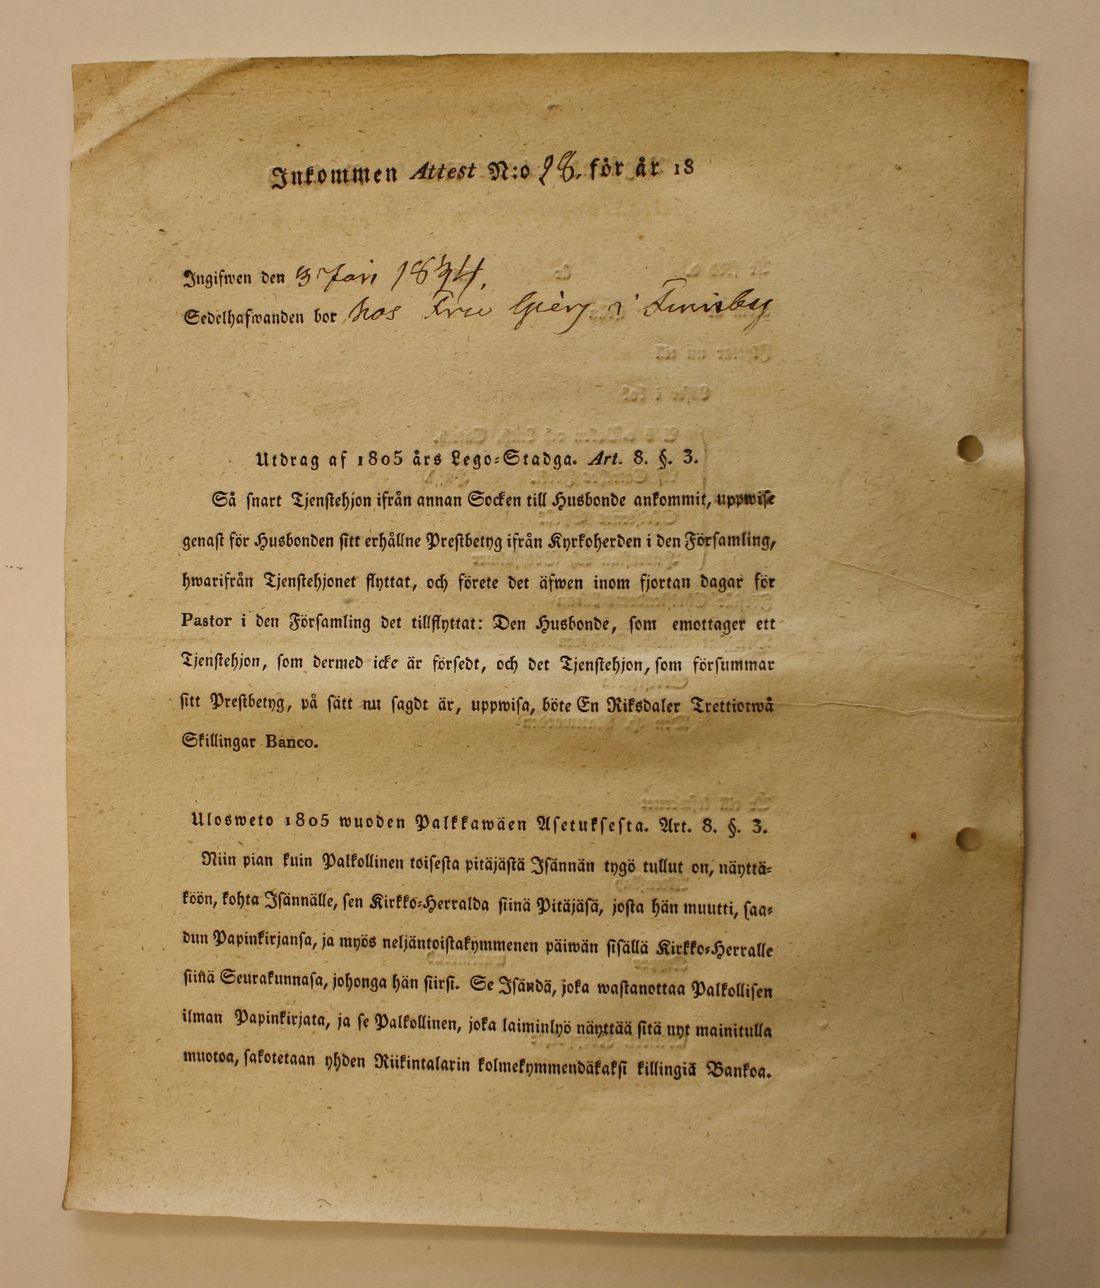 Inkommen Attest N:o 28. för år 18
Ingifwen den 3 Jan 1834.
Sedelhafwanden bor hos Fru i
Utdrag af 1805 års Lego=Stadga. Art. 8. §. 3.
Så snart Tjenstehjon ifrån annan Socken till Husbonde ankommit, uppwise
genast för Husbonden sitt erhållne Prestbetyg ifrån Kyrkoherden i den Församling,
hwarifrån Tjenstehjonet flyttat, och förete det äfwen inom fjortan dagar för
Pastor i den Församling det tillflyttat: Den Husbonde, som emottager ett
Tjenstehjon, som dermed icke är försedt, och det Tjenstehjon, som försummar
sitt Prestbetyg, på sätt nu sagdt är, uppwisa, böte En Riksdaler Trettiotwå
Skillingar Banco.
Ulosweto 1805 wuoden Palkkawäen Asetuksesta. Art. 8. §. 3.
Niin pian kuin Palkollinen toisesta pitäjästä Isännän tygö tullut on, näyttä=
köön, kohta Isännälle, sen Kirkko=Herralda siinä Pitäjäsä, josta hän muutti, saa=
dun Papinkirjansa, ja myös neljäntoistakymmenen päiwän sisällä Kirkko=Herralle
siinä Seurakunnasa, johonga hän siirsi. Se Isändä, joka wastanottaa Palkollisen
ilman Papinkirjata, ja se Palkollinen, joka laiminlyö näyttää sitä nyt mainitulla
muotoa, sakotetaan yhden Riikintalarin kolmekymmendäkaksi killingiä Bankoa.